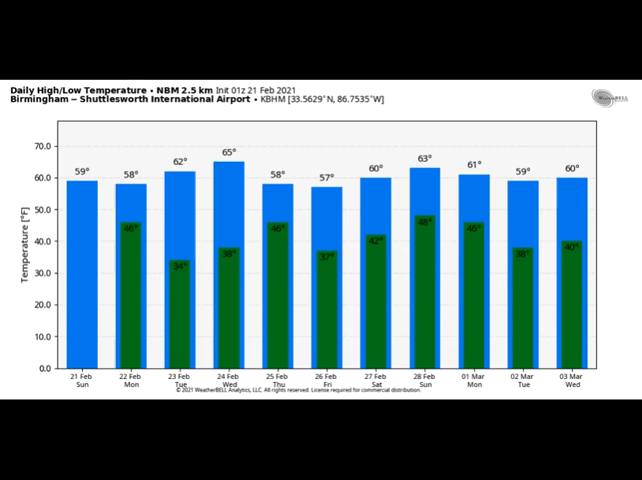 Daily High/Low Temperature • NBM 2.5 km Init 01z 21 Feb 2021
Birmingham – Shuttlesworth International Airport • KBHM [33.5629°N, 86.7535°W]
WeatherBELL
Temperature [°F]
70.0
60.0
50.0
40.0
30.0
20.0
10.0
0.0
59° 58° 62° 65° 58° 57° 60° 63° 61° 59° 60°
46° 34° 38° 46° 37° 42° 48° 46° 38° 40°
21 Feb 22 Feb 23 Feb 24 Feb 25 Feb 26 Feb 27 Feb 28 Feb 01 Mar 02 Mar 03 Mar
Sun Mon Tue Wed Thu Fri Sat Sun Mon Tue Wed
© 2021 WeatherBELL Analytics, LLC. All rights reserved. License required for commercial distribution.